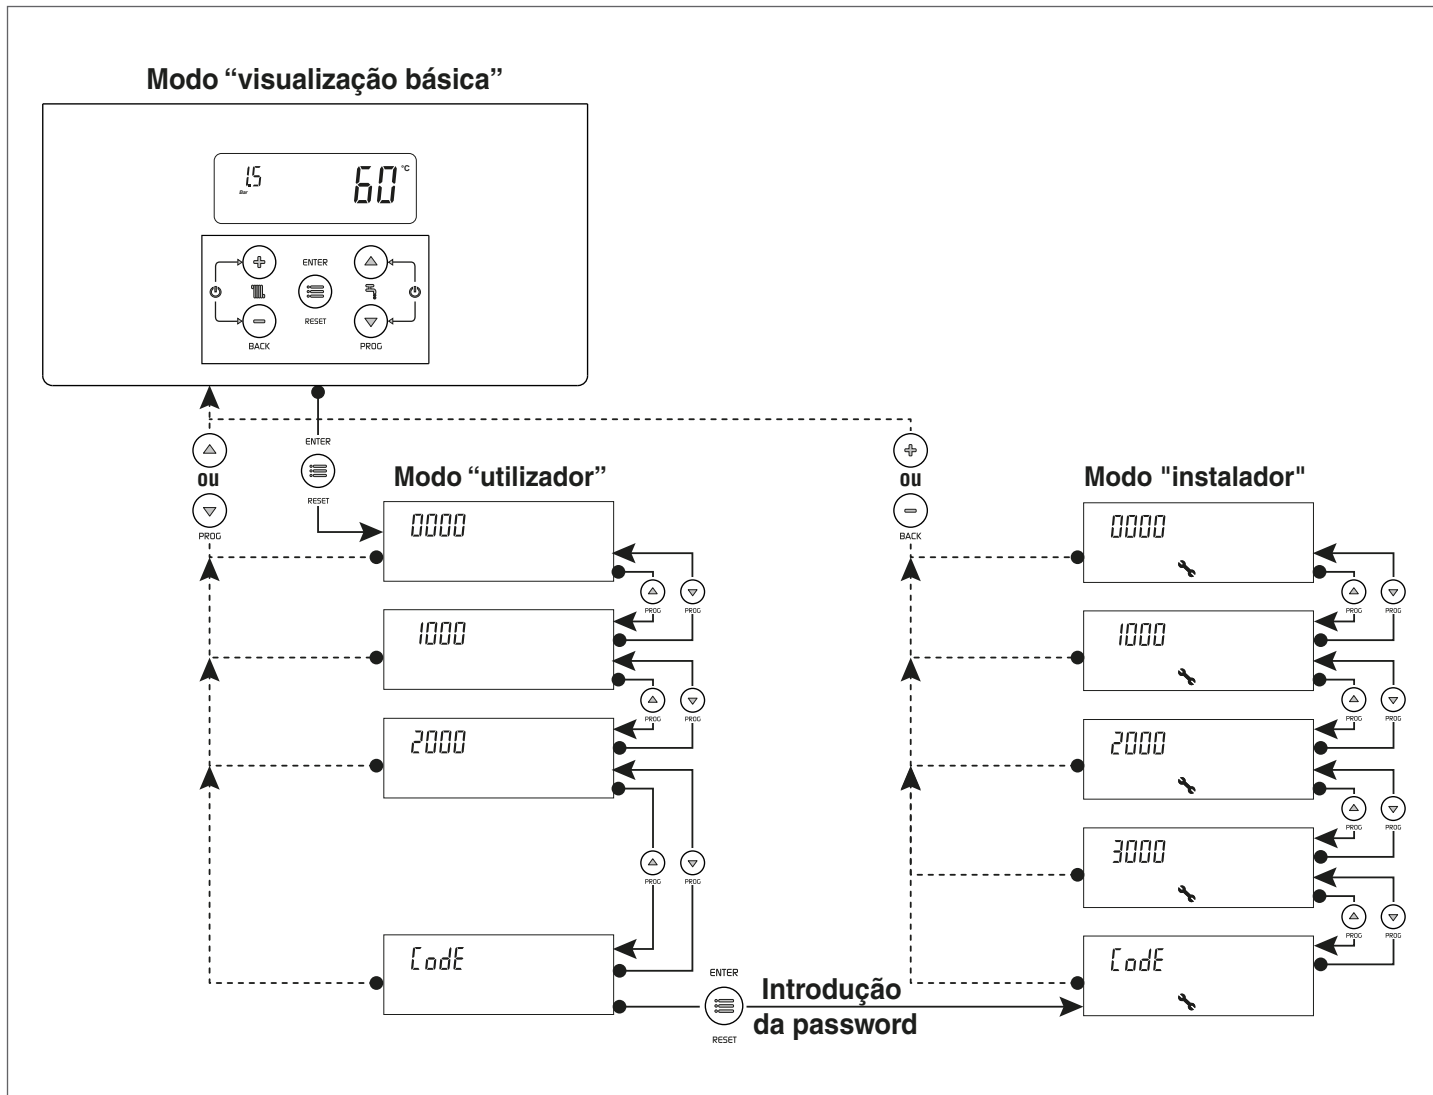 Modo “visualização básica”
1.5
Bar
60 °C
ENTER
RESET
BACK
PROG
ENTER
RESET
ou
PROG
ou
BACK
Modo “utilizador”
0000
PROG PROG
1000
PROG PROG
2000
PROG PROG
CodE
ENTER
RESET
Introdução
da password
Modo "instalador"
0000
PROG PROG
1000
PROG PROG
2000
PROG PROG
3000
PROG PROG
CodE